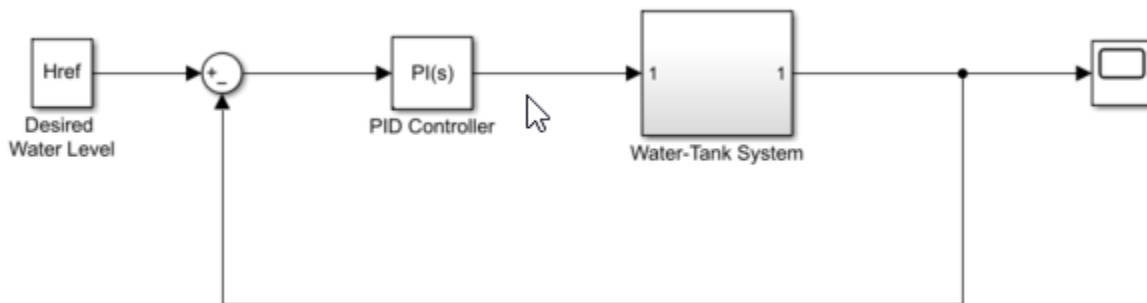 Href
Desired
Water Level
+
-
PI(s)
PID Controller
1
1
Water-Tank System